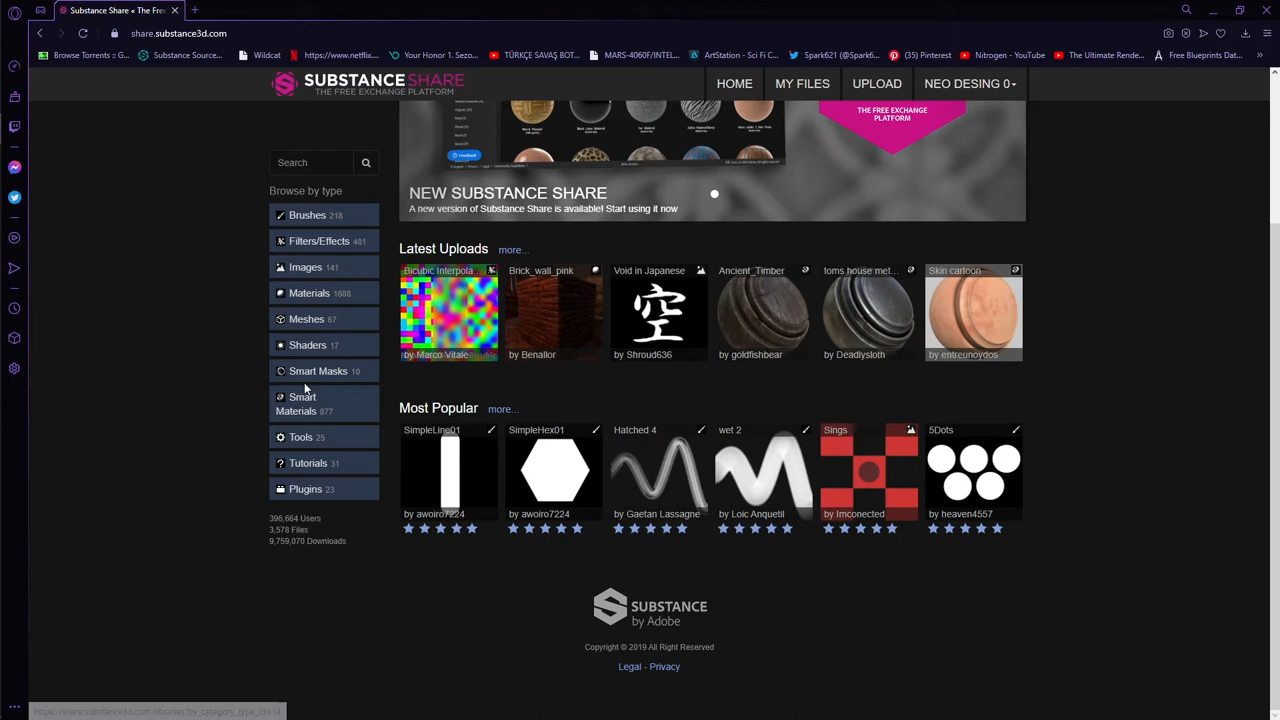 Substance Share « The Fre
share.substance3d.com
Browse Torrents :: G...
Substance Source...
Wildcat
https://www.netflix...
Your Honor 1. Sezo...
TÜRKÇE SAVAŞ BOT...
MARS-4060F/INTEL...
ArtStation - Sci Fi C...
Spark621 (@Spark6...
(35) Pinterest
Nitrogen - YouTube
The Ultimate Rende...
Free Blueprints Dat...
SUBSTANCESHARE
THE FREE EXCHANGE PLATFORM
HOME
MY FILES
UPLOAD
NEO DESING 0
THE FREE EXCHANGE
PLATFORM
NEW SUBSTANCE SHARE
A new version of Substance Share is available! Start using it now
Search
Browse by type
Brushes 218
Filters/Effects 481
Images 141
Materials 1688
Meshes 67
Shaders 17
Smart Masks 10
Smart
Materials 877
Tools 25
Tutorials 31
Plugins 23
396,664 Users
3,578 Files
9,759,070 Downloads
Latest Uploads more...
Bicubic Interpola...
by Marco Vitale
Brick_wall_pink
by Benallor
Void in Japanese
空
by Shroud636
Ancient_Timber
by goldfishbear
toms house met...
by Deadlysloth
Skin cartoon
by entreunoydos
Most Popular more...
SimpleLine01
by awoiro7224
SimpleHex01
by awoiro7224
Hatched 4
by Gaetan Lassagne
wet 2
by Loic Anquetil
Sings
by Imconected
5Dots
by heaven4557
SUBSTANCE
by Adobe
Copyright © 2019 All Right Reserved
Legal - Privacy
https://share.substance3d.com/libraries?by_category_type_id=14